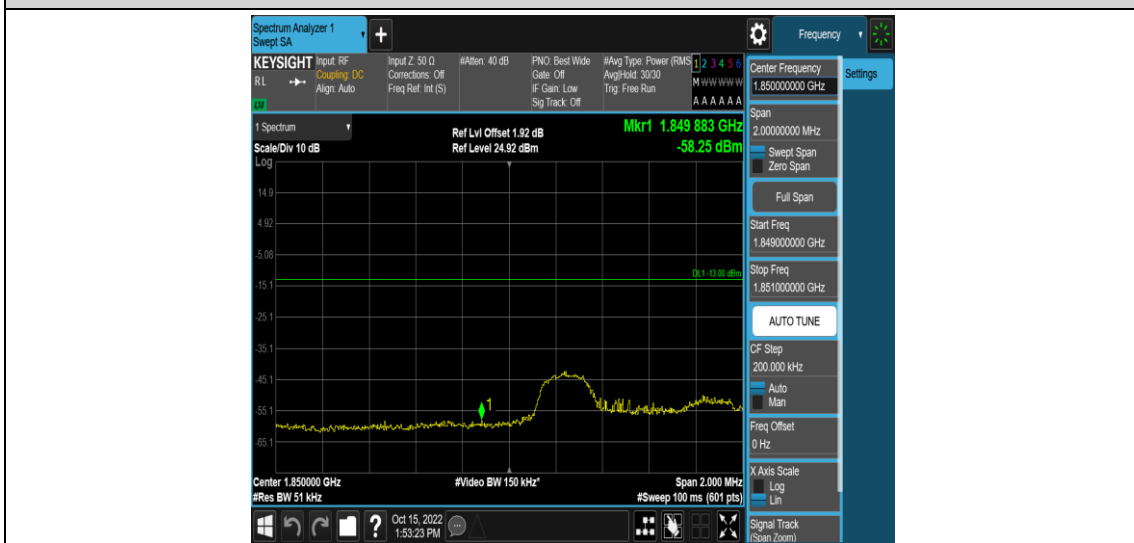 Spectrum Analyzer 1
Swept SA
Frequency
KEYSIGHT
RL
LXI
Input: RF
Coupling: DC
Align: Auto
Input Z: 50 Ω
Corrections: Off
Freq Ref: Int (S)
#Atten: 40 dB
PNO: Best Wide
Gate: Off
IF Gain: Low
Sig Track: Off
#Avg Type: Power (RMS
Avg|Hold: 30/30
Trig: Free Run
1 2 3 4 5 6
M W W W W W
A A A A A A
1 Spectrum
Scale/Div 10 dB
Log
Ref Lvl Offset 1.92 dB
Ref Level 24.92 dBm
Mkr1 1.849 883 GHz
-58.25 dBm
14.9
4.92
-5.08
-15.1
-25.1
-35.1
-45.1
-55.1
-65.1
DL1 -13.00 dBm
1
Center 1.850000 GHz
#Res BW 51 kHz
#Video BW 150 kHz*
Span 2.000 MHz
#Sweep 100 ms (601 pts)
?
Oct 15, 2022
1:53:23 PM
Center Frequency
1.850000000 GHz
Settings
Span
2.00000000 MHz
Swept Span
Zero Span
Full Span
Start Freq
1.849000000 GHz
Stop Freq
1.851000000 GHz
AUTO TUNE
CF Step
200.000 kHz
Auto
Man
Freq Offset
0 Hz
X Axis Scale
Log
Lin
Signal Track
(Span Zoom)